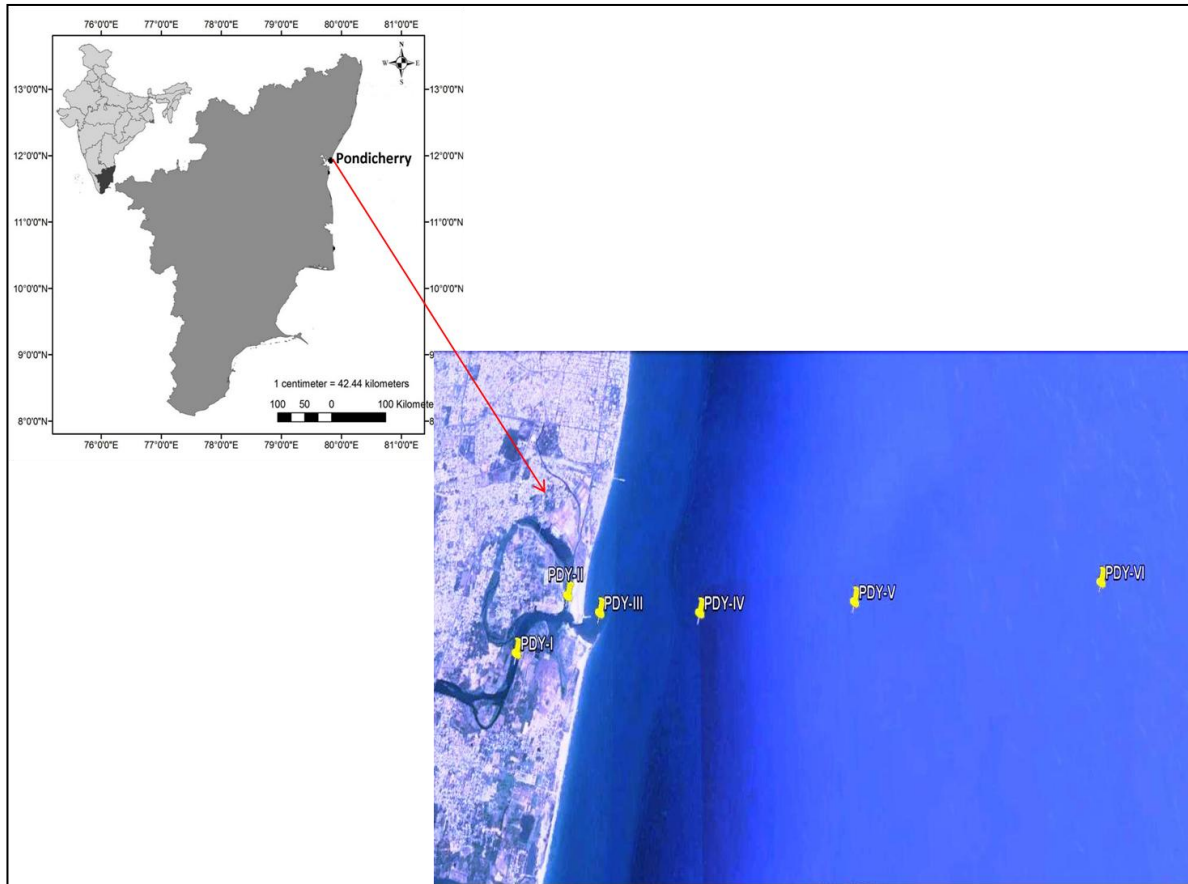 76°0'0"E 77°0'0"E 78°0'0"E 79°0'0"E 80°0'0"E 81°0'0"E
N
W E
S
13°0'0"N 13°0'0"N
12°0'0"N 12°0'0"N
Pondicherry
11°0'0"N 11°0'0"N
10°0'0"N 10°0'0"N
9°0'0"N 9°
1 centimeter = 42.44 kilometers
100 50 0 100 Kilomete
8°0'0"N 8°
76°0'0"E 77°0'0"E 78°0'0"E 79°0'0"E 80°0'0"E 81°0'0"E
PDY-VI
PDY-II
PDY-V
PDY-III PDY-IV
PDY-I